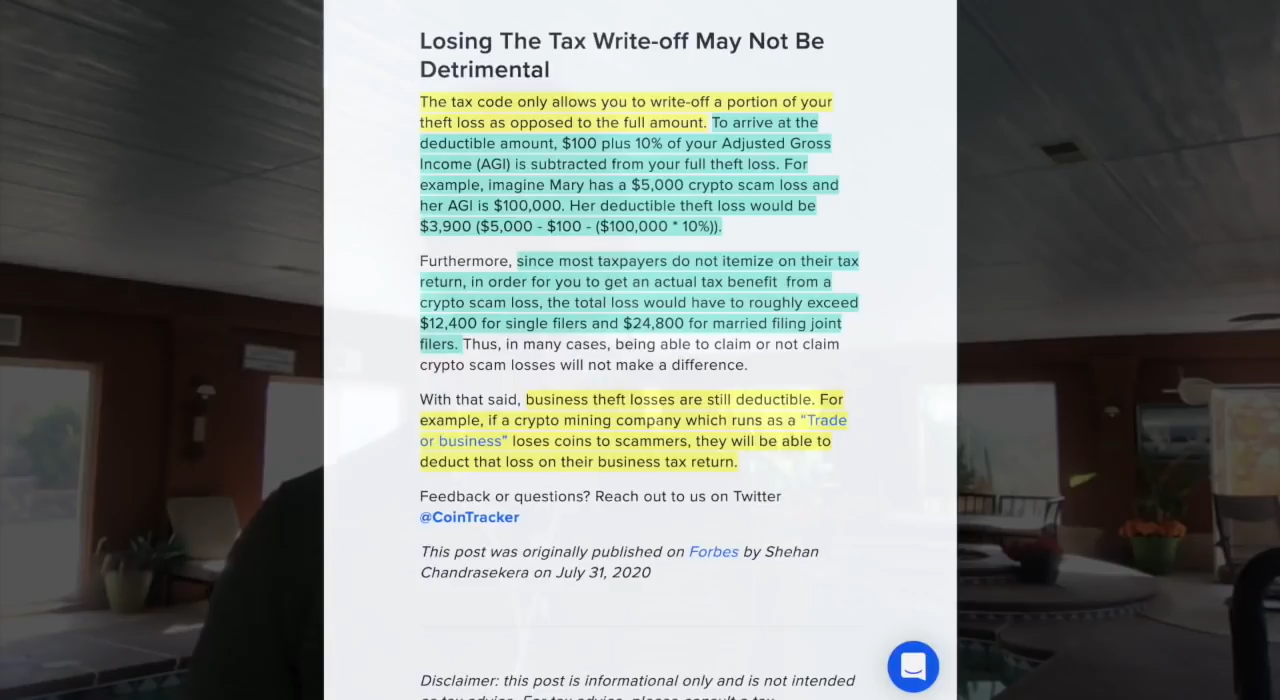 Losing The Tax Write-off May Not Be
Detrimental
The tax code only allows you to write-off a portion of your
theft loss as opposed to the full amount. To arrive at the
deductible amount, $100 plus 10% of your Adjusted Gross
Income (AGI) is subtracted from your full theft loss. For
example, imagine Mary has a $5,000 crypto scam loss and
her AGI is $100,000. Her deductible theft loss would be
$3,900 ($5,000 - $100 - ($100,000 * 10%)).
Furthermore, since most taxpayers do not itemize on their tax
return, in order for you to get an actual tax benefit from a
crypto scam loss, the total loss would have to roughly exceed
$12,400 for single filers and $24,800 for married filing joint
filers. Thus, in many cases, being able to claim or not claim
crypto scam losses will not make a difference.
With that said, business theft losses are still deductible. For
example, if a crypto mining company which runs as a “Trade
or business” loses coins to scammers, they will be able to
deduct that loss on their business tax return.
Feedback or questions? Reach out to us on Twitter
@CoinTracker
This post was originally published on Forbes by Shehan
Chandrasekera on July 31, 2020
Disclaimer: this post is informational only and is not intended
as tax advice. For tax advice, please consult a tax